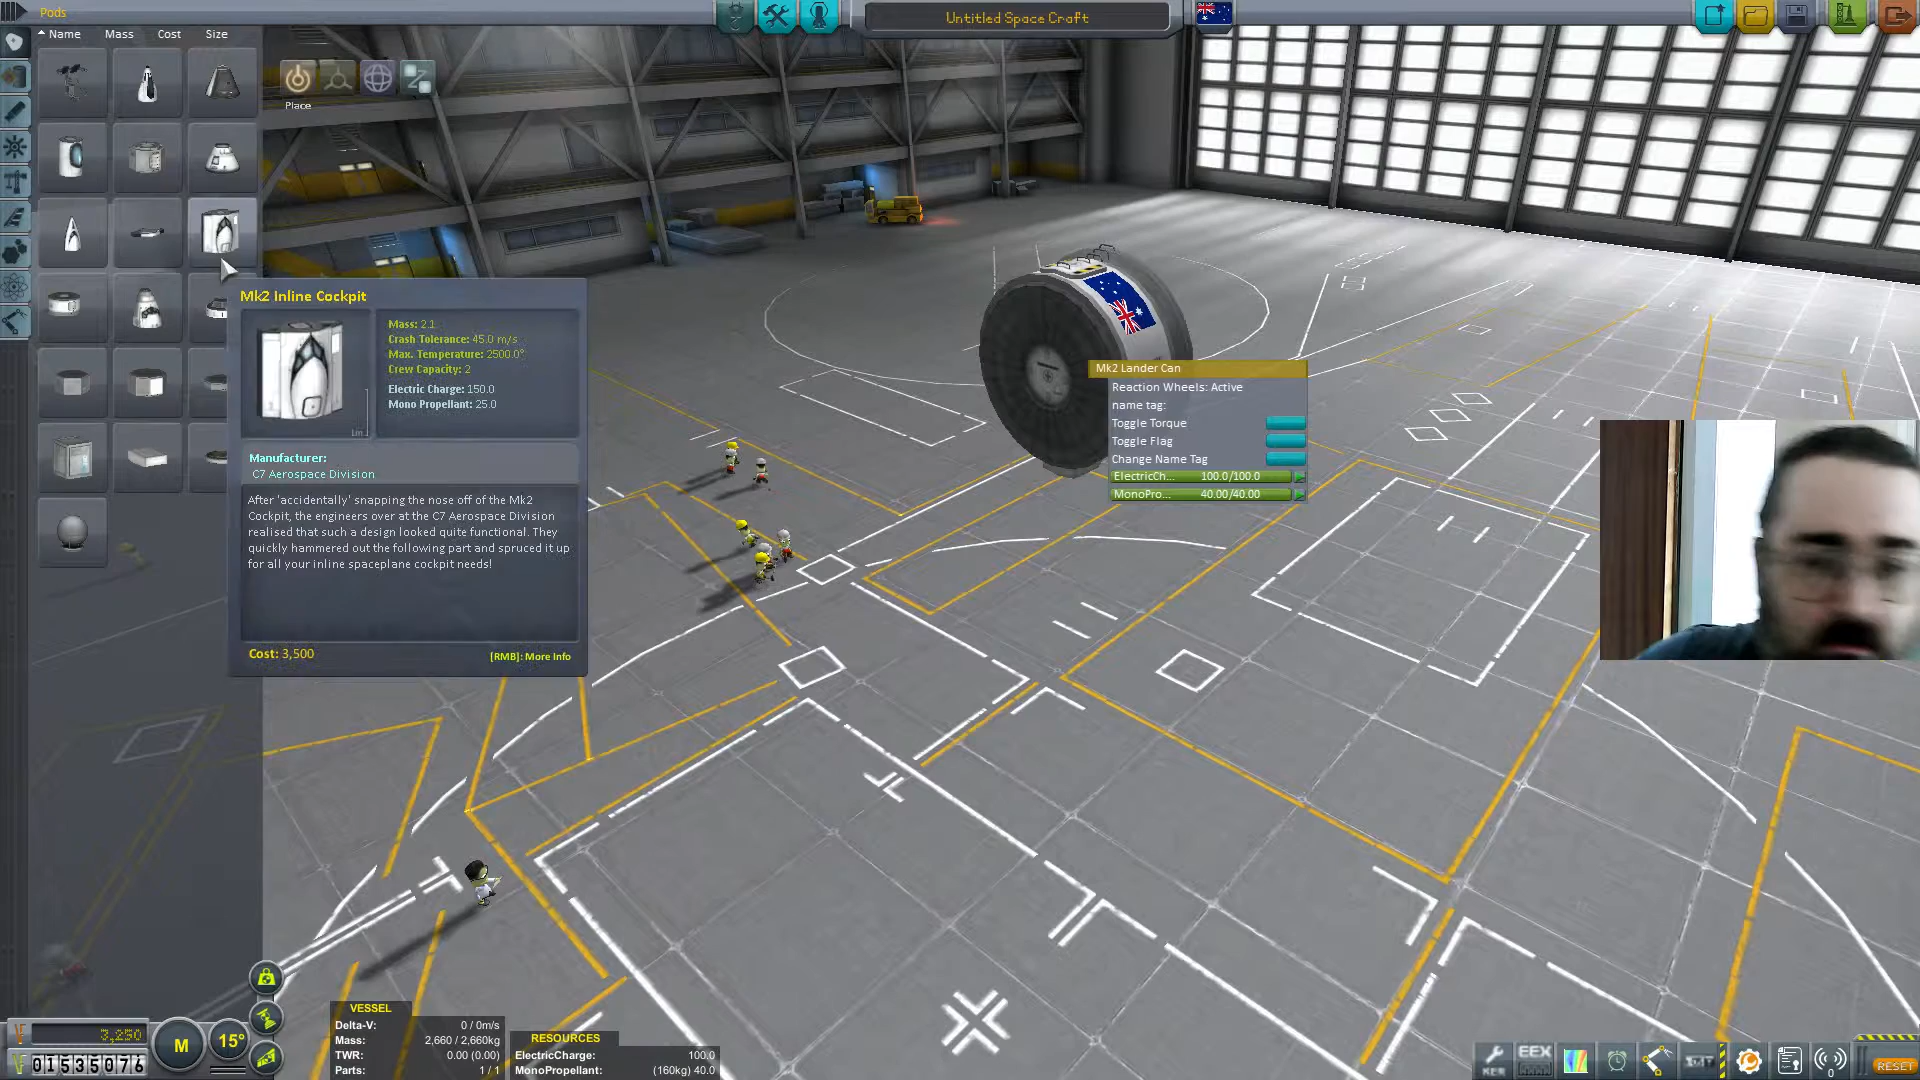 Pods
Untitled Space Craft
Name Mass Cost Size
Place
Mk2 Inline Cockpit
Mass: 2.1
Crash Tolerance: 45.0 m/s
Max. Temperature: 2500.0°
Crew Capacity: 2
Electric Charge: 150.0
Mono Propellant: 25.0
Manufacturer:
C7 Aerospace Division
After 'accidentally' snapping the nose off of the Mk2
Cockpit, the engineers over at the C7 Aerospace Division
realised that such a design looked quite functional. They
quickly hammered out the following part and spruced it up
for all your inline spaceplane cockpit needs!
Cost: 3,500
[RMB]: More Info
Mk2 Lander Can
Reaction Wheels: Active
name tag:
Toggle Torque
Toggle Flag
Change Name Tag
ElectricCh... 100.0/100.0
MonoPro... 40.00/40.00
3,250
01535076
M
15°
VESSEL
Delta-V: 0 / 0m/s
Mass: 2,660 / 2,660kg
TWR: 0.00 (0.00)
Parts: 1 / 1
RESOURCES
ElectricCharge: 100.0
MonoPropellant: (160kg) 40.0
KER
EEX
0
RESET